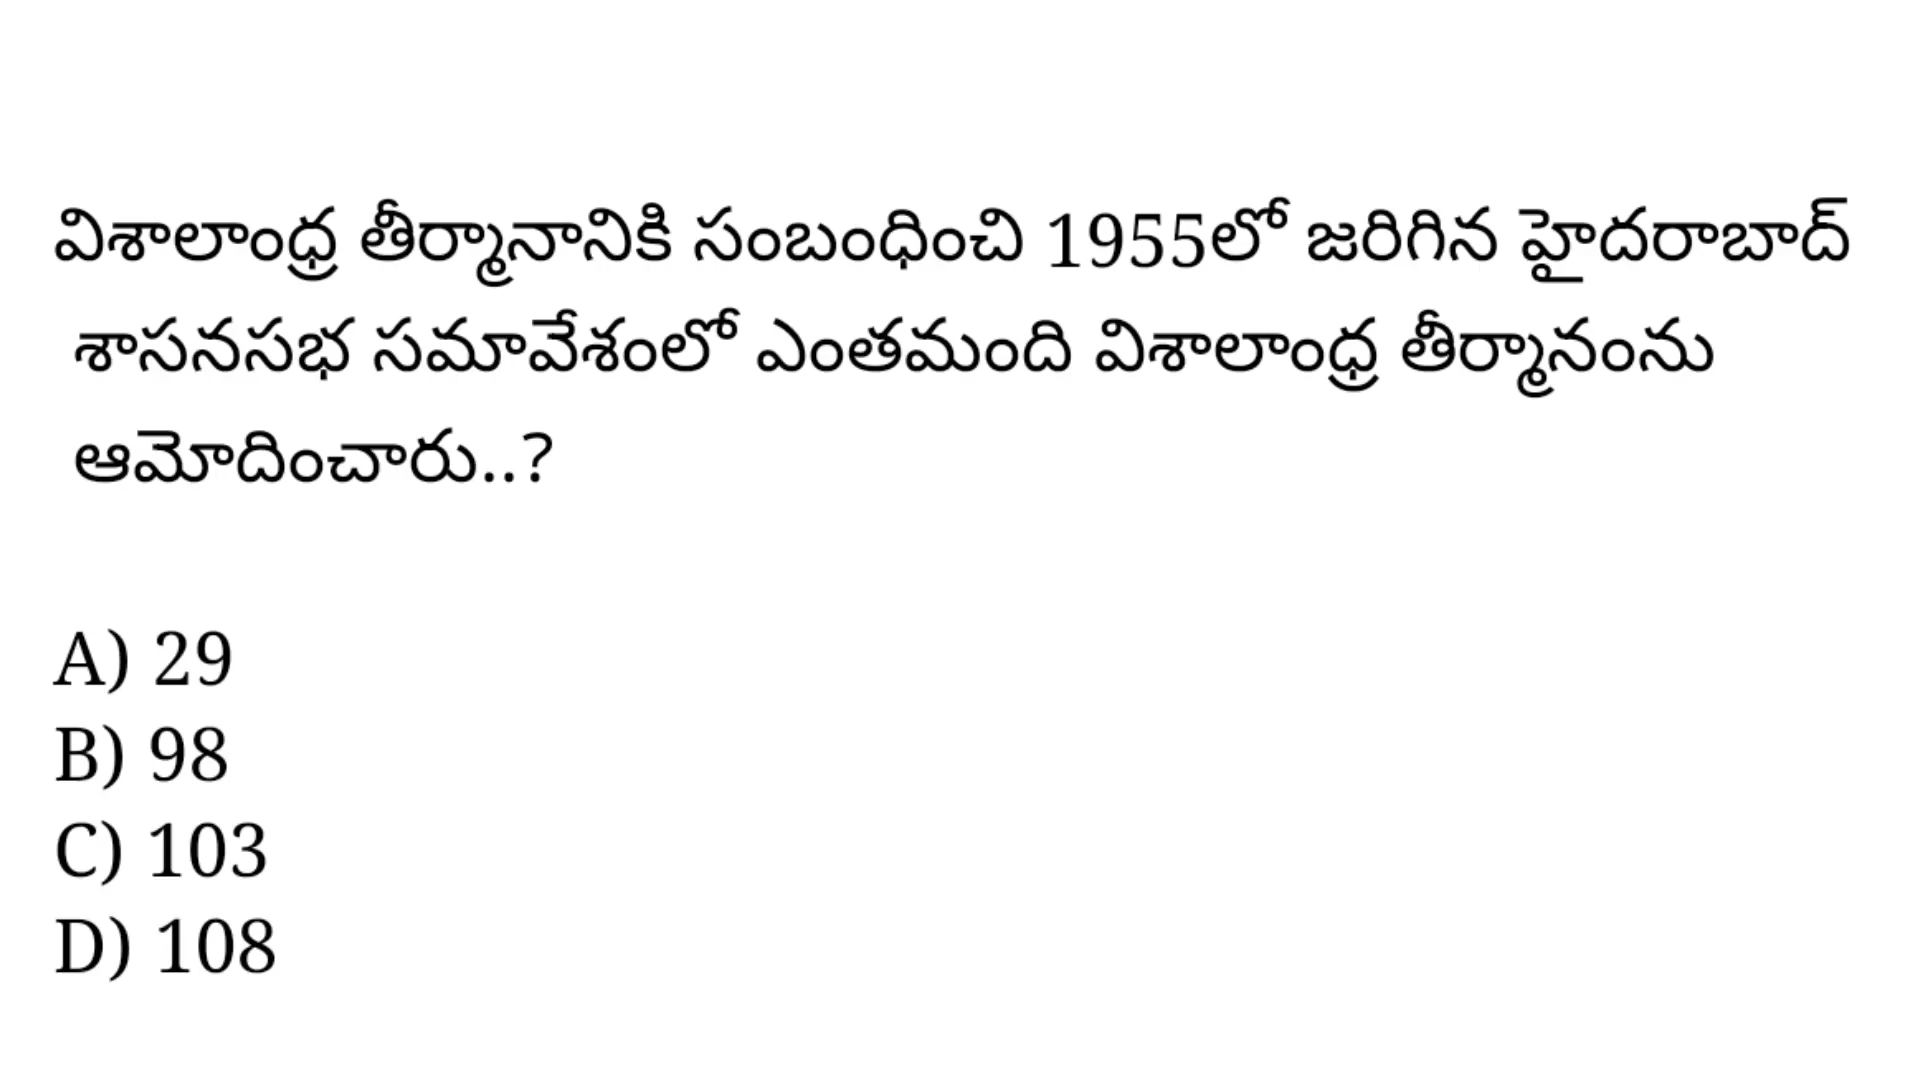 విశాలాంధ్ర తీర్మానానికి సంబంధించి 1955లో జరిగిన హైదరాబాద్
శాసనసభ సమావేశంలో ఎంతమంది విశాలాంధ్ర తీర్మానంను
ఆమోదించారు..?
A) 29
B) 98
C) 103
D) 108